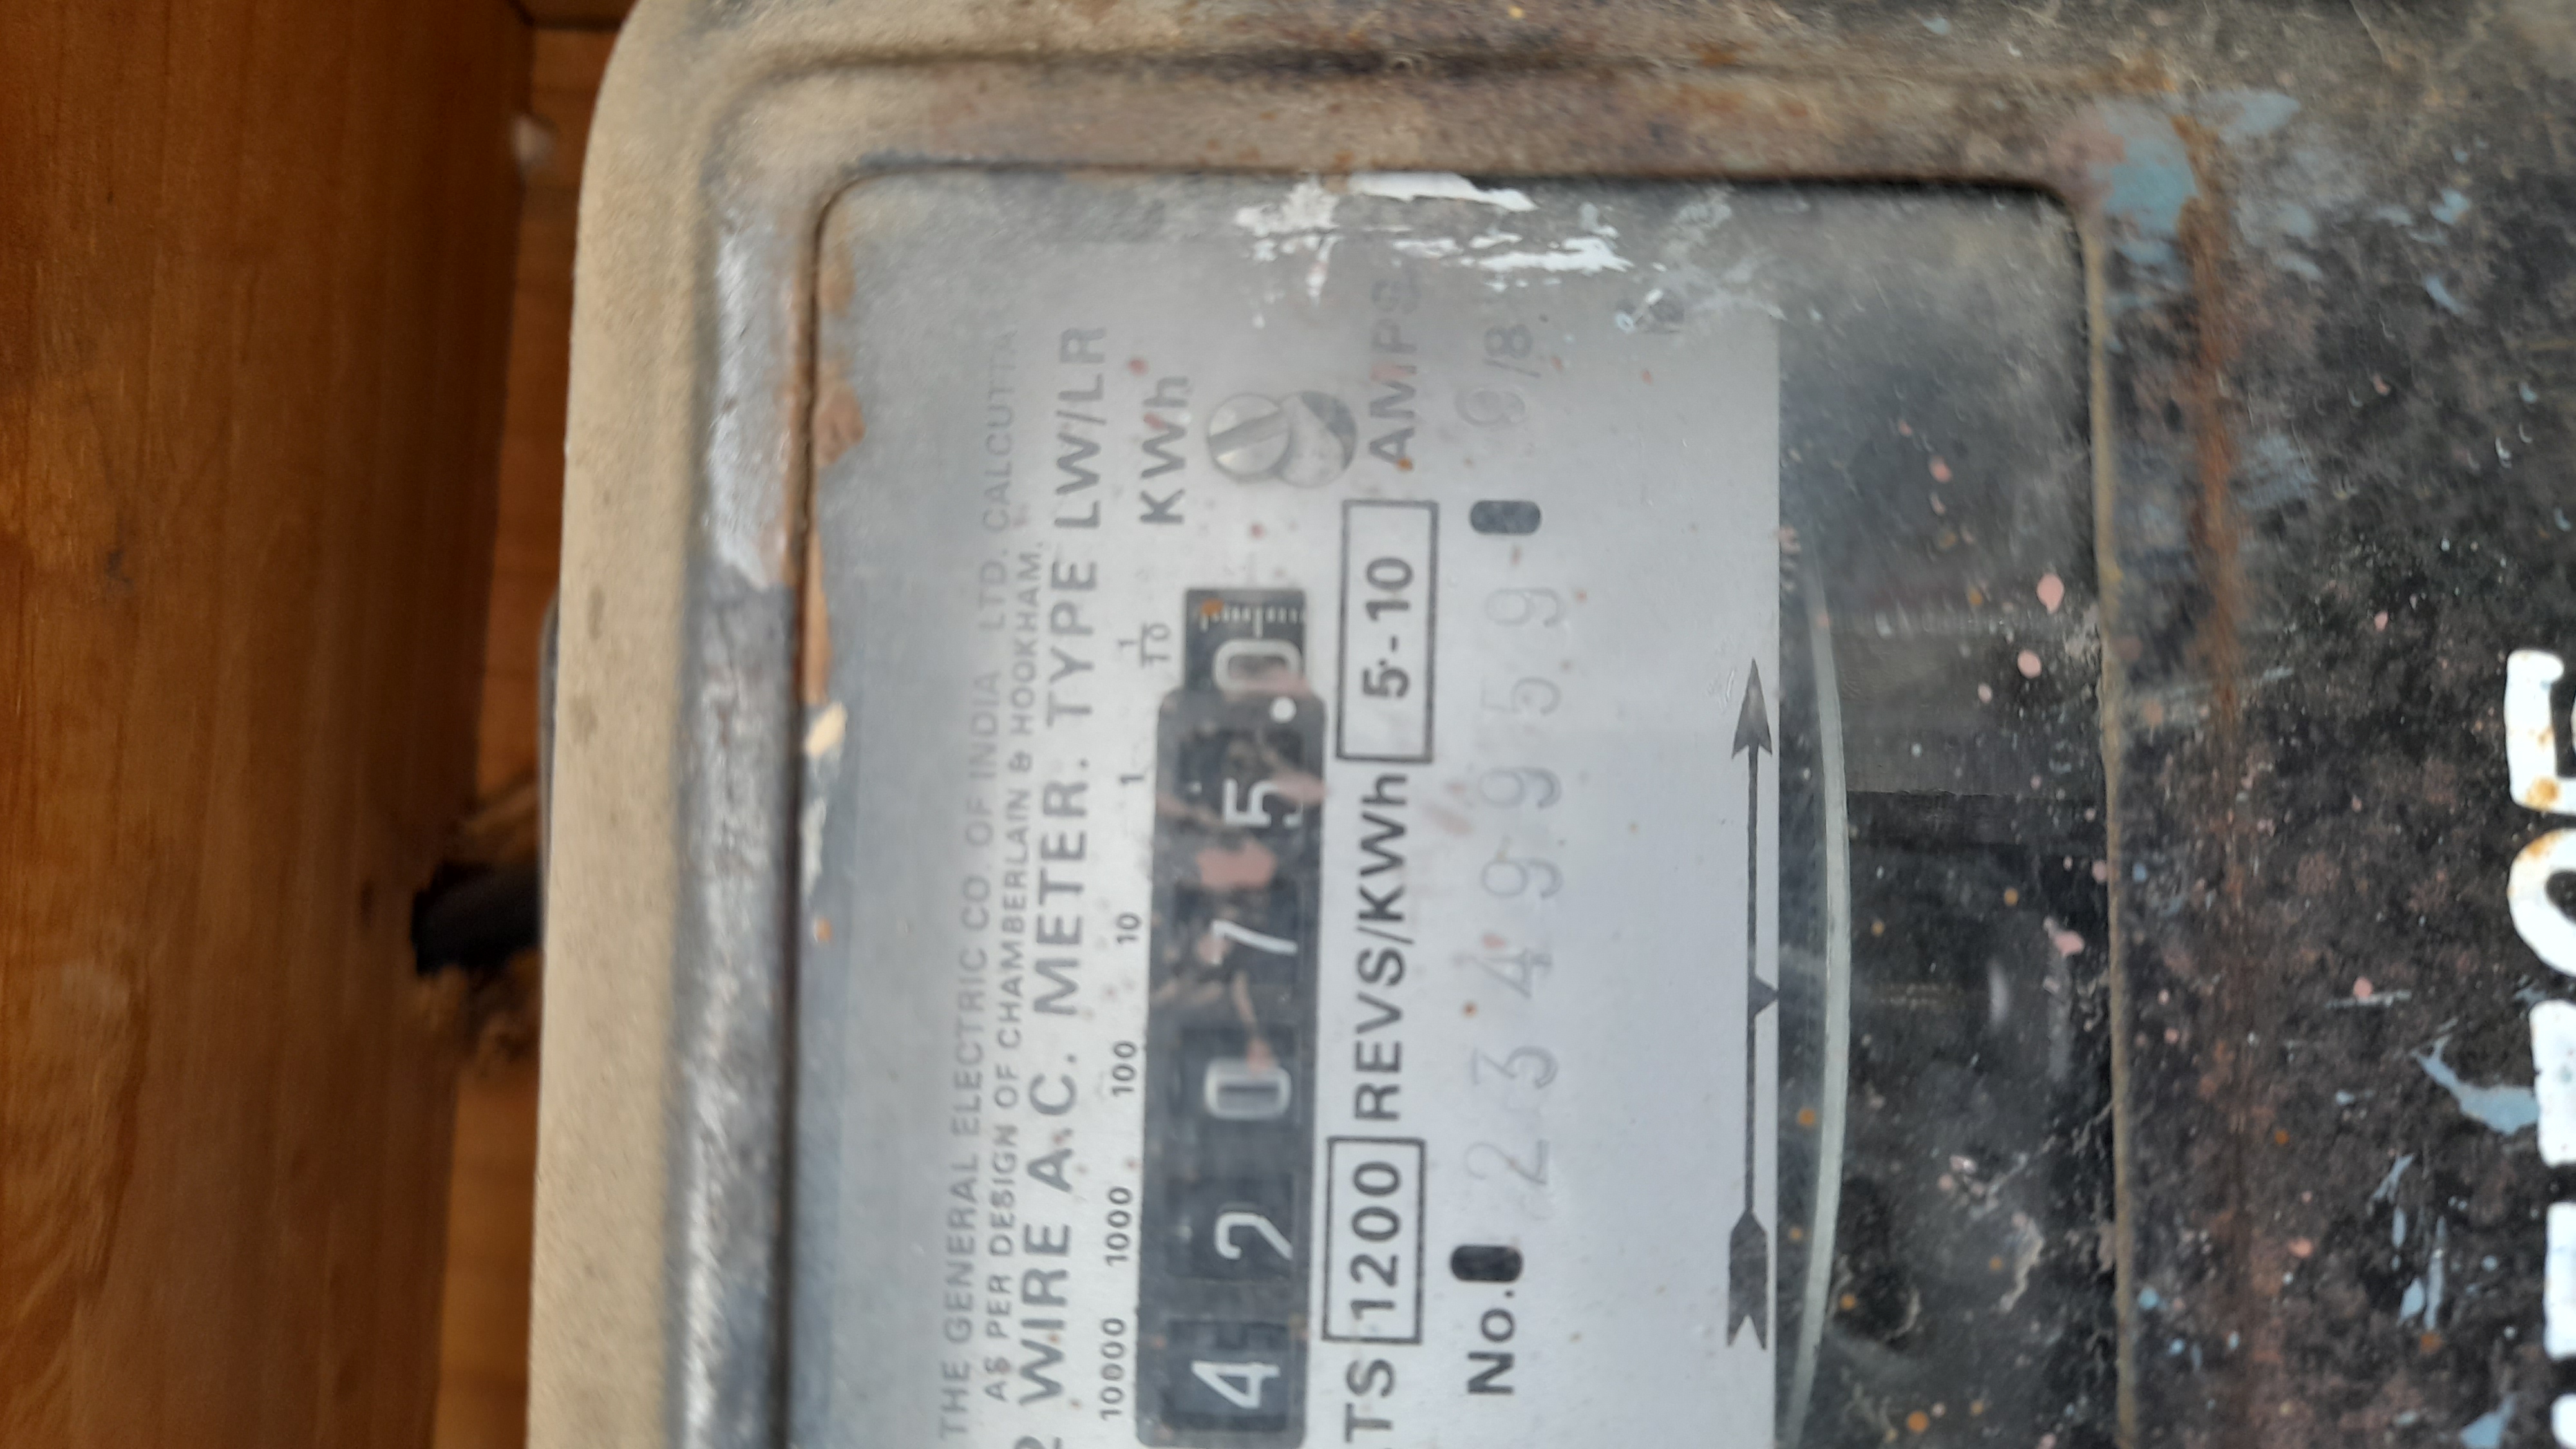 THE GENERAL ELECTRIC CO. OF INDIA LTD. CALCUTTA
AS PER DESIGN OF CHAMBERLAIN & HOOKHAM.
WIRE A.C. METER. TYPE LW/LR
10000 1000 100 10 1 1/10 KWh
4 2 0 7 5 . 0
TS 1200 REVS/KWh 5-10 AMPS
No. 2349959